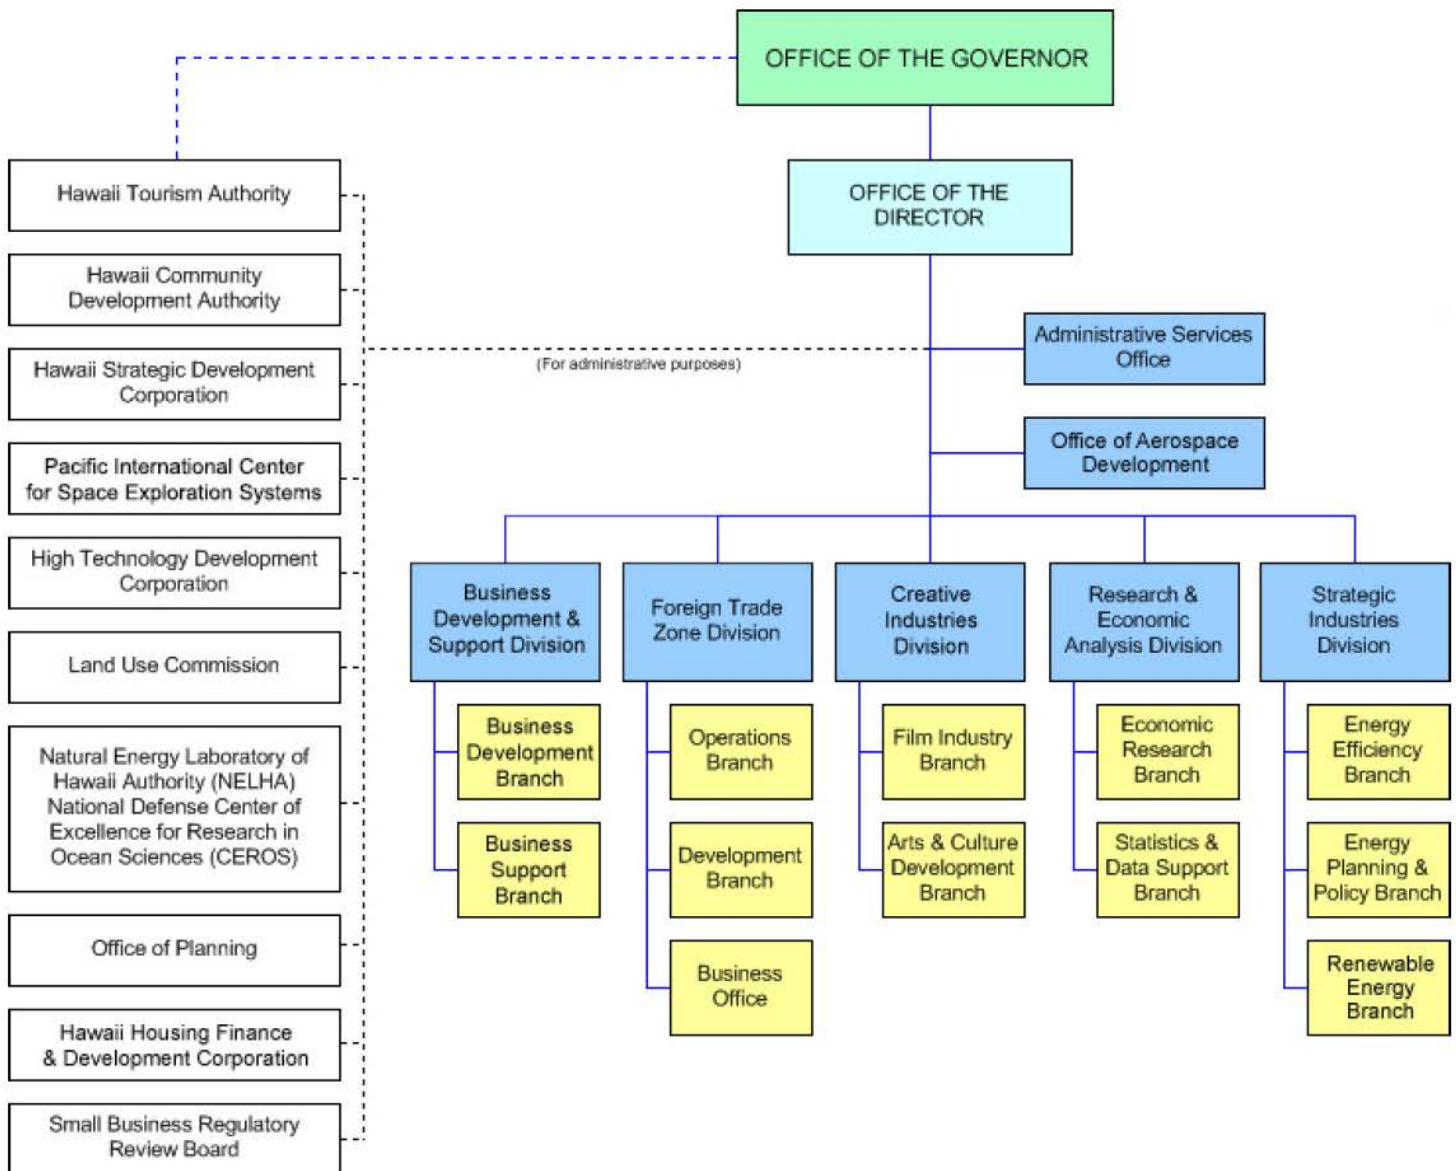 OFFICE OF THE GOVERNOR
OFFICE OF THE
DIRECTOR
Hawaii Tourism Authority
Hawaii Community
Development Authority
Hawaii Strategic Development
Corporation
Pacific International Center
for Space Exploration Systems
High Technology Development
Corporation
Land Use Commission
Natural Energy Laboratory of
Hawaii Authority (NELHA)
National Defense Center of
Excellence for Research in
Ocean Sciences (CEROS)
Office of Planning
Hawaii Housing Finance
& Development Corporation
Small Business Regulatory
Review Board
(For administrative purposes)
Administrative Services
Office
Office of Aerospace
Development
Business
Development &
Support Division
Business
Development
Branch
Business
Support
Branch
Foreign Trade
Zone Division
Operations
Branch
Development
Branch
Business
Office
Creative
Industries
Division
Film Industry
Branch
Arts & Culture
Development
Branch
Research &
Economic
Analysis Division
Economic
Research
Branch
Statistics &
Data Support
Branch
Strategic
Industries
Division
Energy
Efficiency
Branch
Energy
Planning &
Policy Branch
Renewable
Energy
Branch